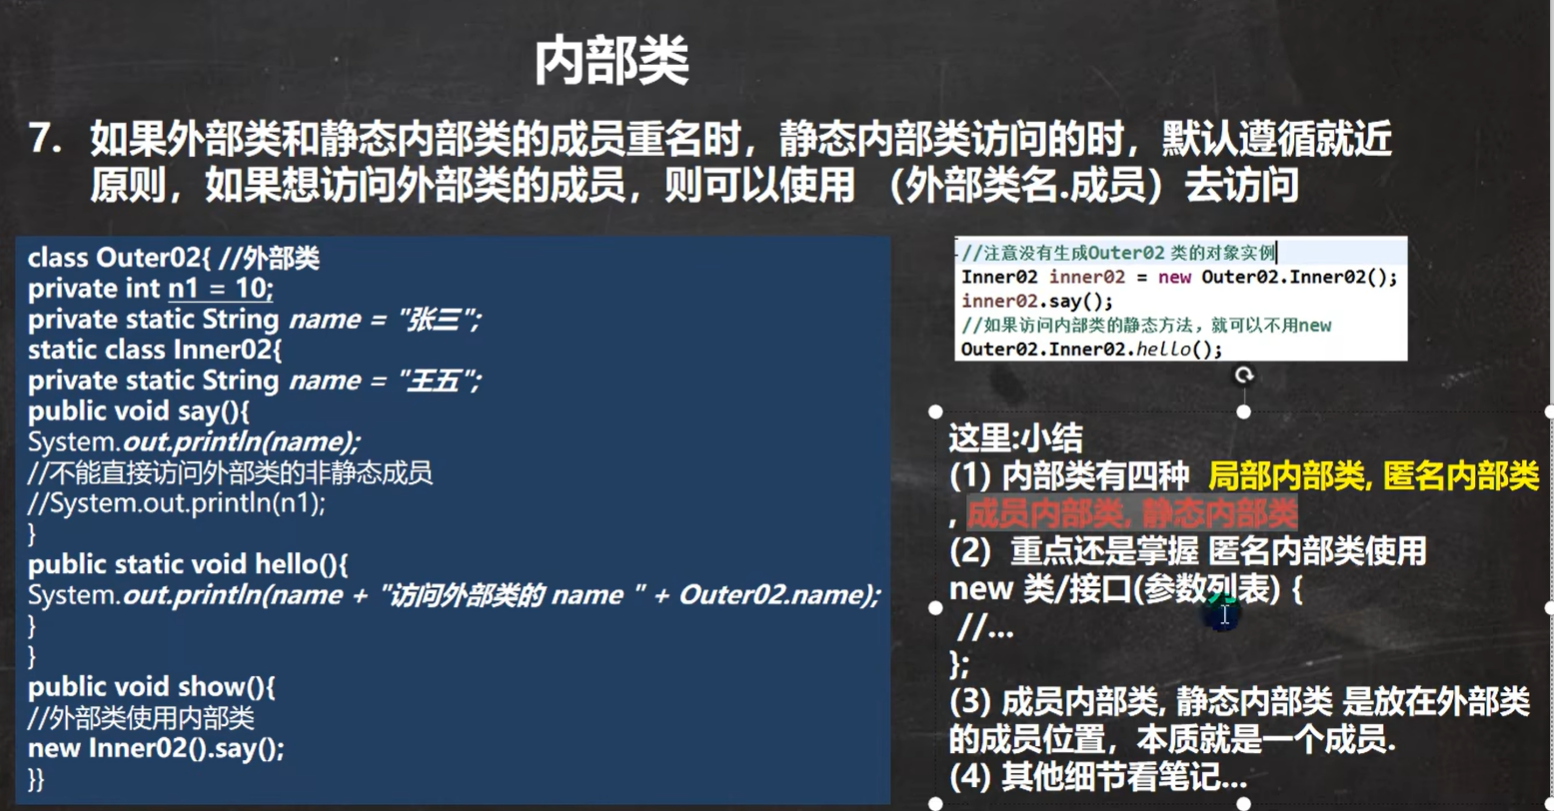 内部类
7. 如果外部类和静态内部类的成员重名时，静态内部类访问的时，默认遵循就近
原则，如果想访问外部类的成员，则可以使用 （外部类名.成员）去访问
class Outer02{ //外部类
private int n1 = 10;
private static String name = "张三";
static class Inner02{
private static String name = "王五";
public void say(){
System.out.println(name);
//不能直接访问外部类的非静态成员
//System.out.println(n1);
}
public static void hello(){
System.out.println(name + "访问外部类的 name " + Outer02.name);
}
}
public void show(){
//外部类使用内部类
new Inner02().say();
}}
//注意没有生成Outer02 类的对象实例
Inner02 inner02 = new Outer02.Inner02();
inner02.say();
//如果访问内部类的静态方法，就可以不用new
Outer02.Inner02.hello();
这里:小结
(1) 内部类有四种 局部内部类, 匿名内部类
, 成员内部类, 静态内部类
(2) 重点还是掌握 匿名内部类使用
new 类/接口(参数列表) {
//...
};
(3) 成员内部类, 静态内部类 是放在外部类
的成员位置，本质就是一个成员.
(4) 其他细节看笔记...